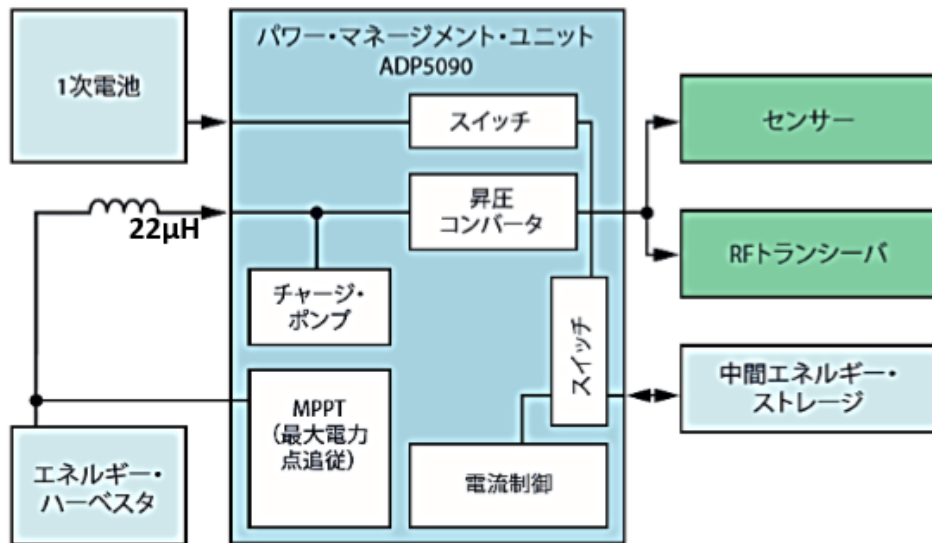 パワー・マネージメント・ユニット
ADP5090
1次電池
スイッチ
センサー
22μH
昇圧
コンバータ
RFトランシーバ
チャージ・
ポンプ
スイッチ
中間エネルギー・
ストレージ
MPPT
(最大電力
点追従)
エネルギー・
ハーベスタ
電流制御